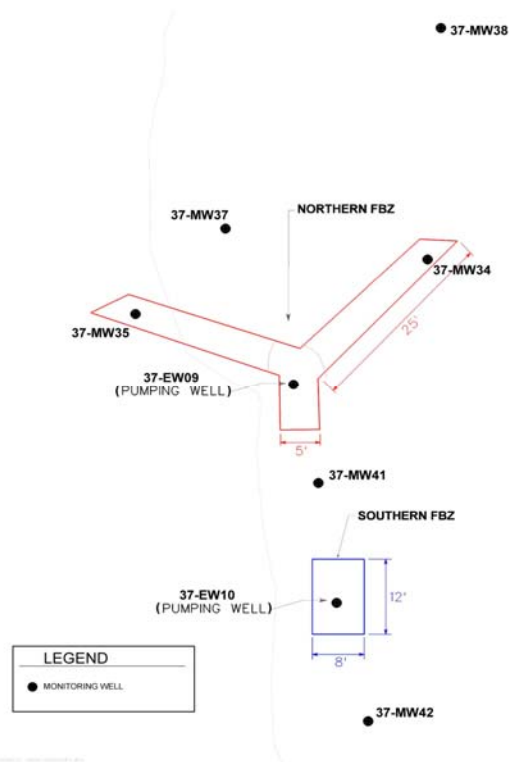 37-MW38
37-MW37
NORTHERN FBZ
37-MW34
25'
37-MW35
37-EW09
(PUMPING WELL)
5'
37-MW41
SOUTHERN FBZ
37-EW10
(PUMPING WELL)
12'
8'
LEGEND
MONITORING WELL
37-MW42